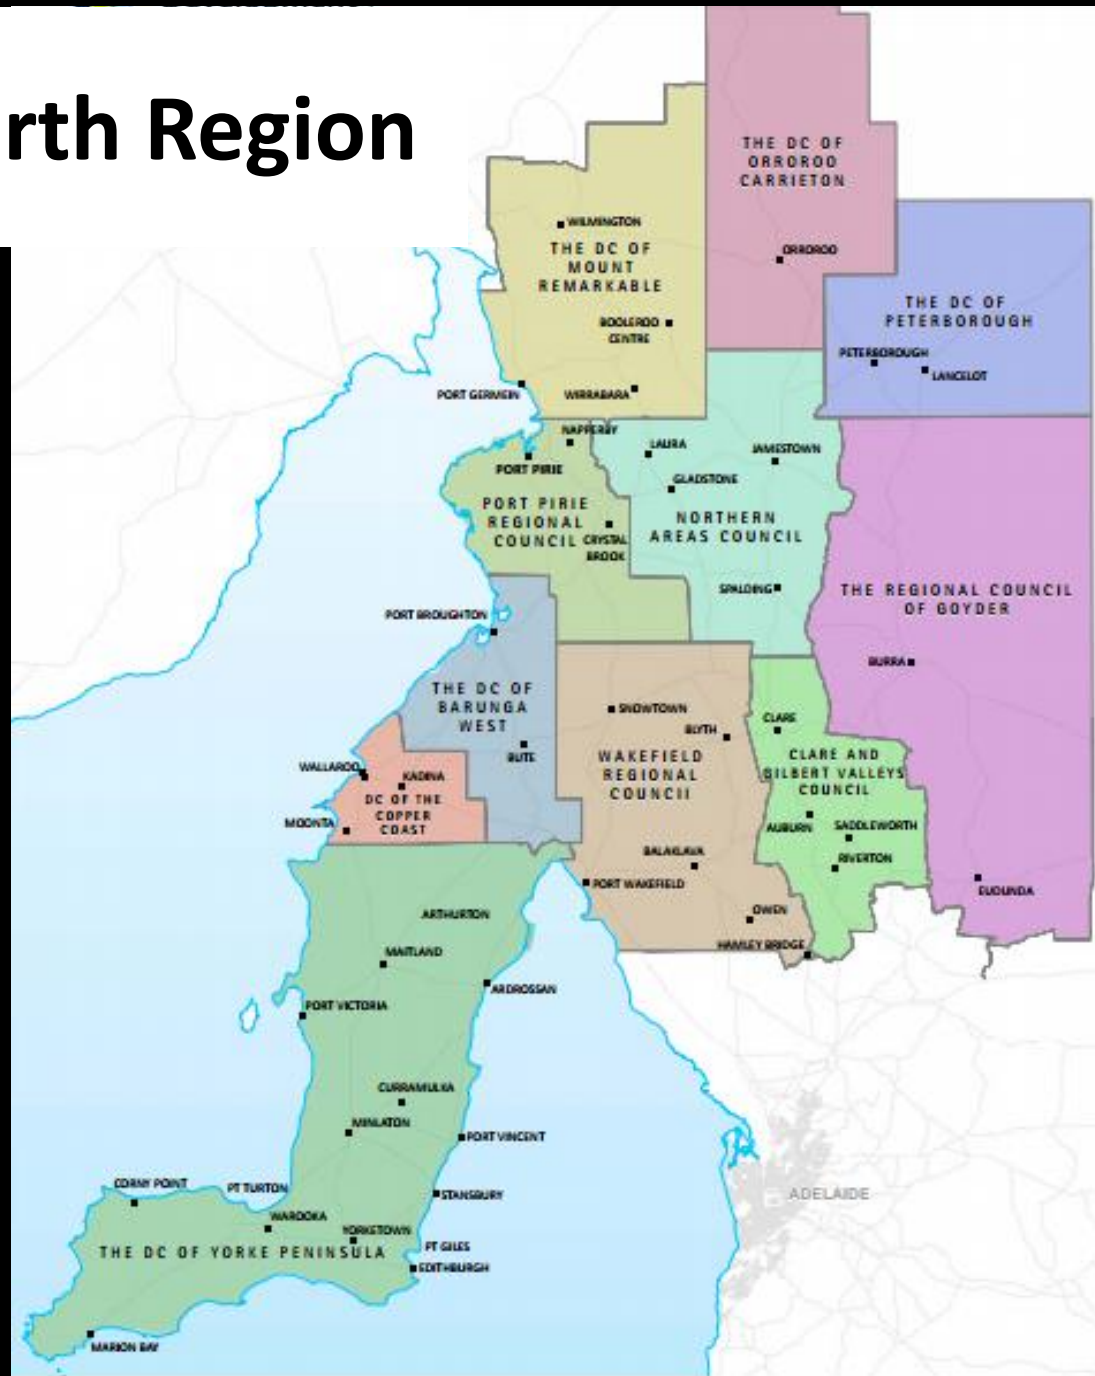 rth Region
THE DC OF
ORROROO
CARRIETON
WILMINGTON
THE DC OF
MOUNT
REMARKABLE
ORROROO
THE DC OF
PETERBOROUGH
BOOLEROO
CENTRE
PETERBOROUGH
LANCELOT
PORT GERMEIN
WIRRABARA
NAPPERBY
LAURA
JAMESTOWN
PORT PIRIE
GLADSTONE
PORT PIRIE
REGIONAL
COUNCIL
CRYSTAL
BROOK
NORTHERN
AREAS COUNCIL
SPALDING
THE REGIONAL COUNCIL
OF GOYDER
PORT BROUGHTON
BURRA
THE DC OF
BARUNGA
WEST
SNOWTOWN
CLARE
BLYTH
BUTE
WAKEFIELD
REGIONAL
COUNCIL
CLARE AND
GILBERT VALLEYS
COUNCIL
WALLAROO
KADINA
DC OF THE
COPPER
COAST
MOONTA
AUBURN
SADDLEWORTH
BALAKLAVA
RIVERTON
PORT WAKEFIELD
EUDUNDA
ARTHURTON
OWEN
HAMLEY BRIDGE
MAITLAND
ARDROSSAN
PORT VICTORIA
CURRAMULKA
MINLATON
PORT VINCENT
CORNY POINT
PT TURTON
STANSBURY
ADELAIDE
WAROOKA
YORKETOWN
THE DC OF YORKE PENINSULA
PT GILES
EDITHBURGH
MARION BAY